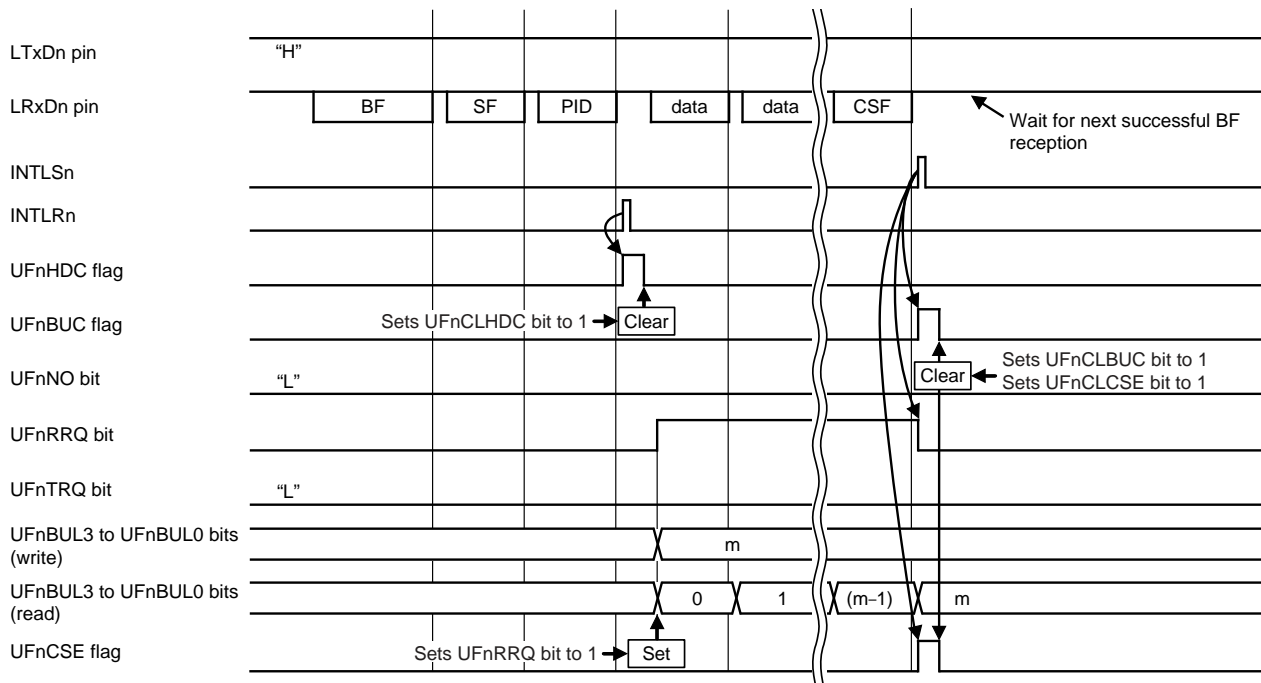 LTxDn pin
“H”
LRxDn pin
BF
SF
PID
data
data
CSF
Wait for next successful BF
reception
INTLSn
INTLRn
UFnHDC flag
UFnBUC flag
Sets UFnCLHDC bit to 1
Clear
UFnNO bit
“L”
Clear
Sets UFnCLBUC bit to 1
Sets UFnCLCSE bit to 1
UFnRRQ bit
UFnTRQ bit
“L”
UFnBUL3 to UFnBUL0 bits
(write)
m
UFnBUL3 to UFnBUL0 bits
(read)
0
1
(m−1)
m
UFnCSE flag
Sets UFnRRQ bit to 1
Set